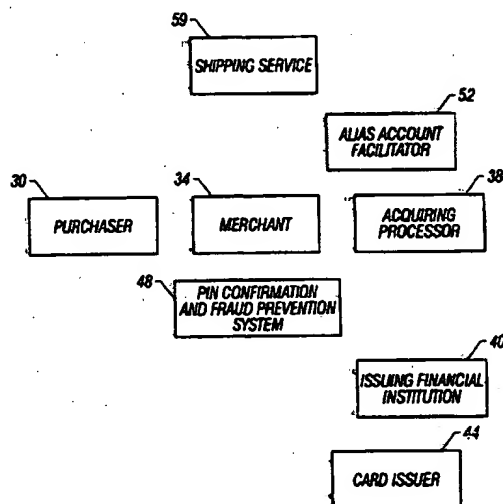 59
SHIPPING SERVICE
52
ALIAS ACCOUNT
FACILITATOR
30
PURCHASER
34
MERCHANT
38
ACQUIRING
PROCESSOR
48
PIN CONFIRMATION
AND FRAUD PREVENTION
SYSTEM
40
ISSUING FINANCIAL
INSTITUTION
44
CARD ISSUER